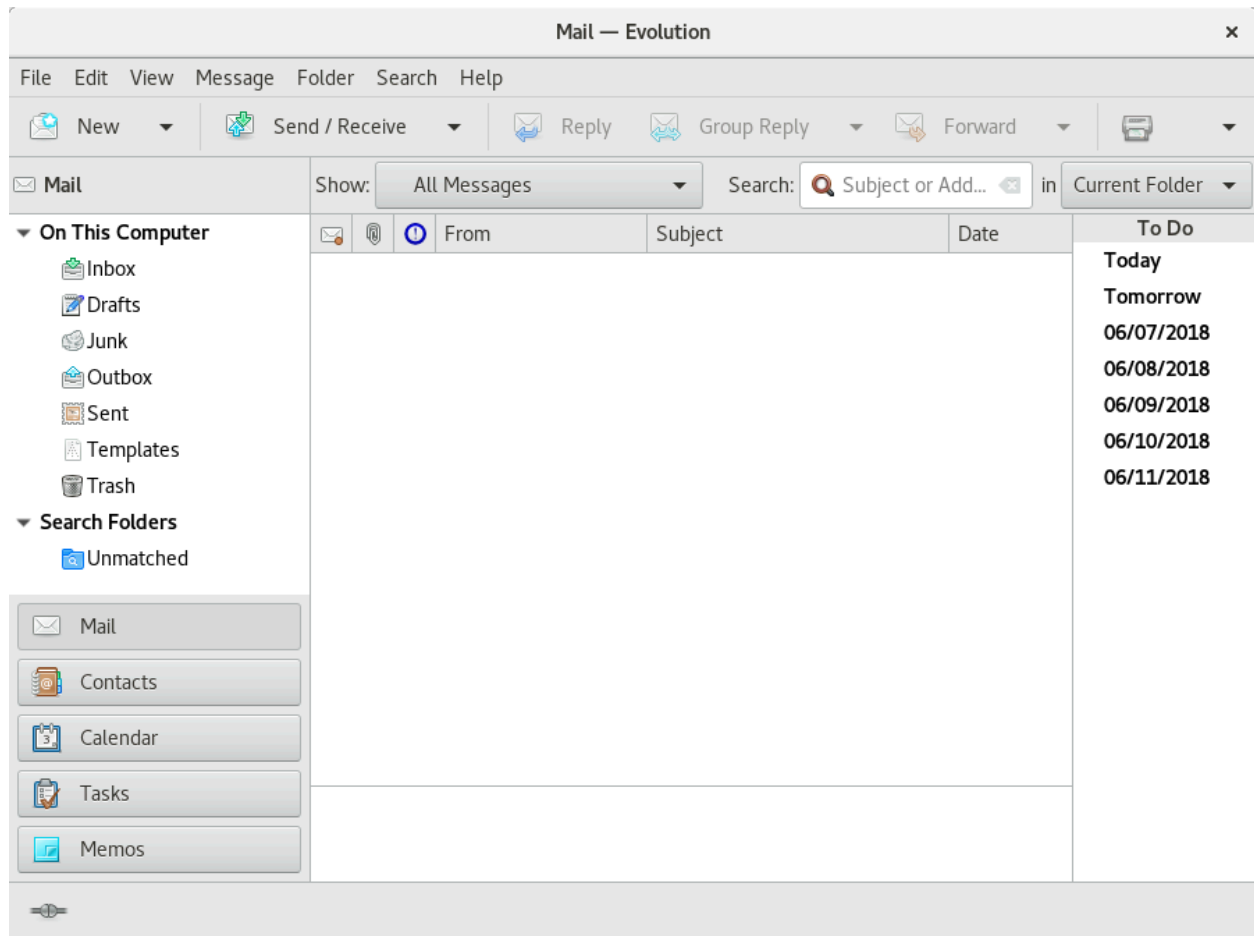 Mail — Evolution
File Edit View Message Folder Search Help
New Send / Receive Reply Group Reply Forward
Mail
Show: All Messages Search: Subject or Add... in Current Folder
On This Computer
Inbox
Drafts
Junk
Outbox
Sent
Templates
Trash
Search Folders
Unmatched
Mail
Contacts
Calendar
3
Tasks
Memos
From Subject Date
To Do
Today
Tomorrow
06/07/2018
06/08/2018
06/09/2018
06/10/2018
06/11/2018